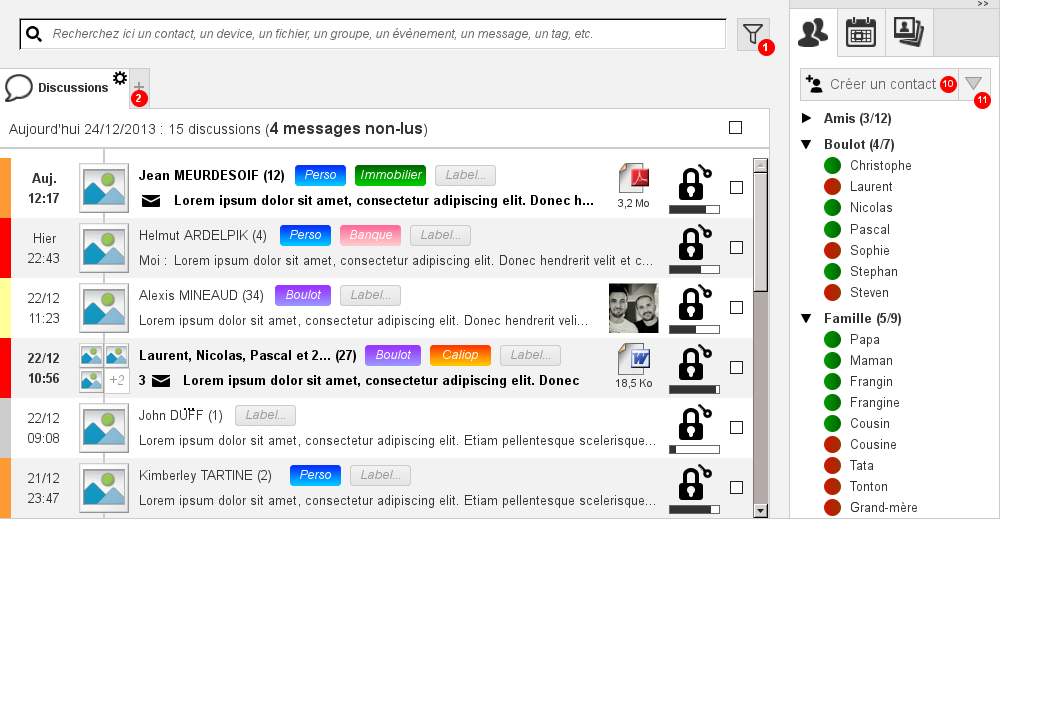 >>
Recherchez ici un contact, un device, un fichier, un groupe, un évènement, un message, un tag, etc.
1
Discussions
+
2
Aujourd'hui 24/12/2013 : 15 discussions (4 messages non-lus)
Auj.
12:17
Jean MEURDESOIF (12) Perso Immobilier Label...
Lorem ipsum dolor sit amet, consectetur adipiscing elit. Donec h...
3,2 Mo
Hier
22:43
Helmut ARDELPIK (4) Perso Banque Label...
Moi : Lorem ipsum dolor sit amet, consectetur adipiscing elit. Donec hendrerit velit et c...
22/12
11:23
Alexis MINEAUD (34) Boulot Label...
Lorem ipsum dolor sit amet, consectetur adipiscing elit. Donec hendrerit veli...
22/12
10:56
+2
Laurent, Nicolas, Pascal et 2... (27) Boulot Caliop Label...
3 Lorem ipsum dolor sit amet, consectetur adipiscing elit. Donec
W
18,5 Ko
22/12
09:08
John DUFF (1) Label...
...
Lorem ipsum dolor sit amet, consectetur adipiscing elit. Etiam pellentesque scelerisque...
21/12
23:47
Kimberley TARTINE (2) Perso Label...
Lorem ipsum dolor sit amet, consectetur adipiscing elit. Etiam pellentesque scelerisque...
Créer un contact 10
11
Amis (3/12)
Boulot (4/7)
Christophe
Laurent
Nicolas
Pascal
Sophie
Stephan
Steven
Famille (5/9)
Papa
Maman
Frangin
Frangine
Cousin
Cousine
Tata
Tonton
Grand-mère